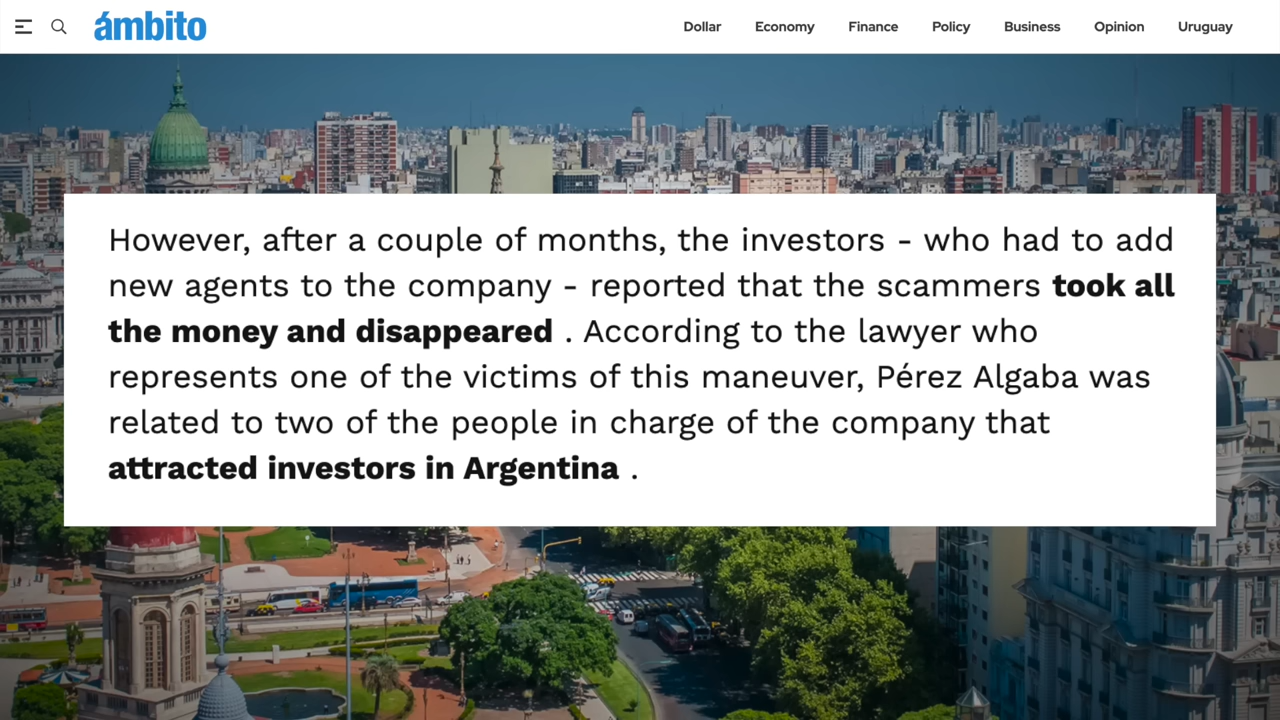 ámbito
Dollar Economy Finance Policy Business Opinion Uruguay
However, after a couple of months, the investors - who had to add
new agents to the company - reported that the scammers took all
the money and disappeared . According to the lawyer who
represents one of the victims of this maneuver, Pérez Algaba was
related to two of the people in charge of the company that
attracted investors in Argentina .